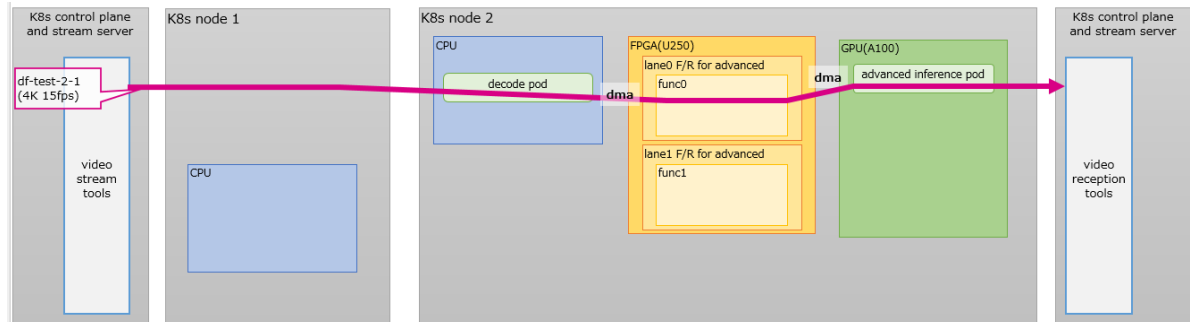 K8s control plane
and stream server
df-test-2-1
(4K 15fps)
video
stream
tools
K8s node 1
CPU
K8s node 2
CPU
decode pod
dma
FPGA(U250)
lane0 F/R for advanced
func0
lane1 F/R for advanced
func1
dma
GPU(A100)
advanced inference pod
K8s control plane
and stream server
video
reception
tools